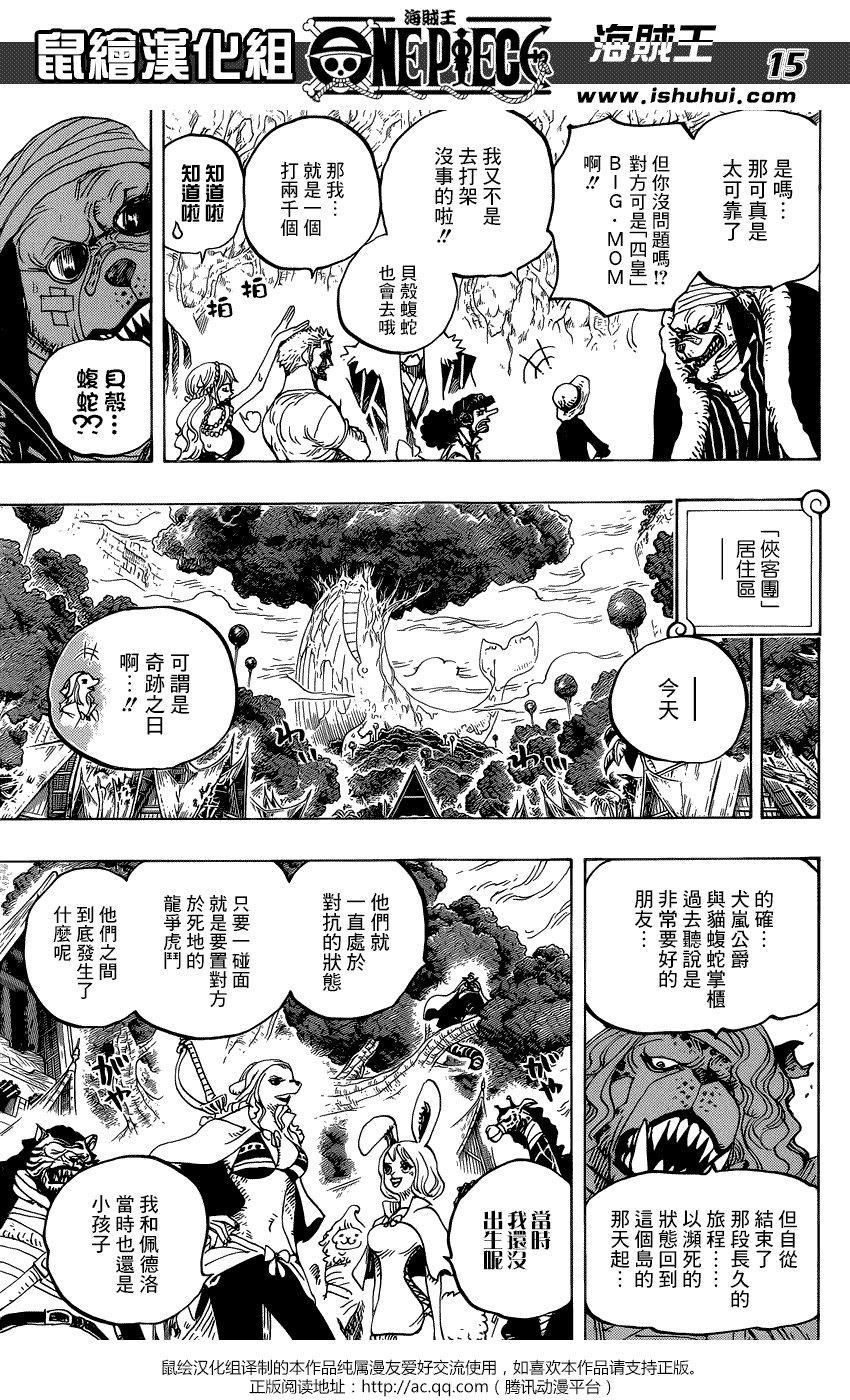 鼠繪漢化組
海賊王
ONE PIECE
海賊王
15
www.ishuhui.com
是嗎…
那可真是
太可靠了
但你沒問題嗎!?
對方可是「四皇」
BIG・MOM
啊!!
我又不是
去打架
沒事的啦!!
貝殼蝮蛇
也會去哦
那我…
就是一個
打兩千個
知道啦
知道啦
拍
拍
貝殼…
蝮蛇??
「俠客團」
居住區
——
——
今天
可謂是
奇跡之日
啊…!!
わい
わい
的確…
犬嵐公爵
與貓蝮蛇掌櫃
過去聽說是
非常要好的
朋友…
但自從
結束了
那段長久的
旅程……
以瀕死的
狀態回到
這個島的
那天起…
他們就
一直處於
對抗的狀態
只要一碰面
就是要置對方
於死地的
龍爭虎鬥
他們之間
到底發生了
什麼呢
がや
がや
當時
我還沒
出生呢
我和佩德洛
當時也還是
小孩子
鼠绘汉化组译制的本作品纯属漫友爱好交流使用，如喜欢本作品请支持正版。
正版阅读地址：http://ac.qq.com（腾讯动漫平台）